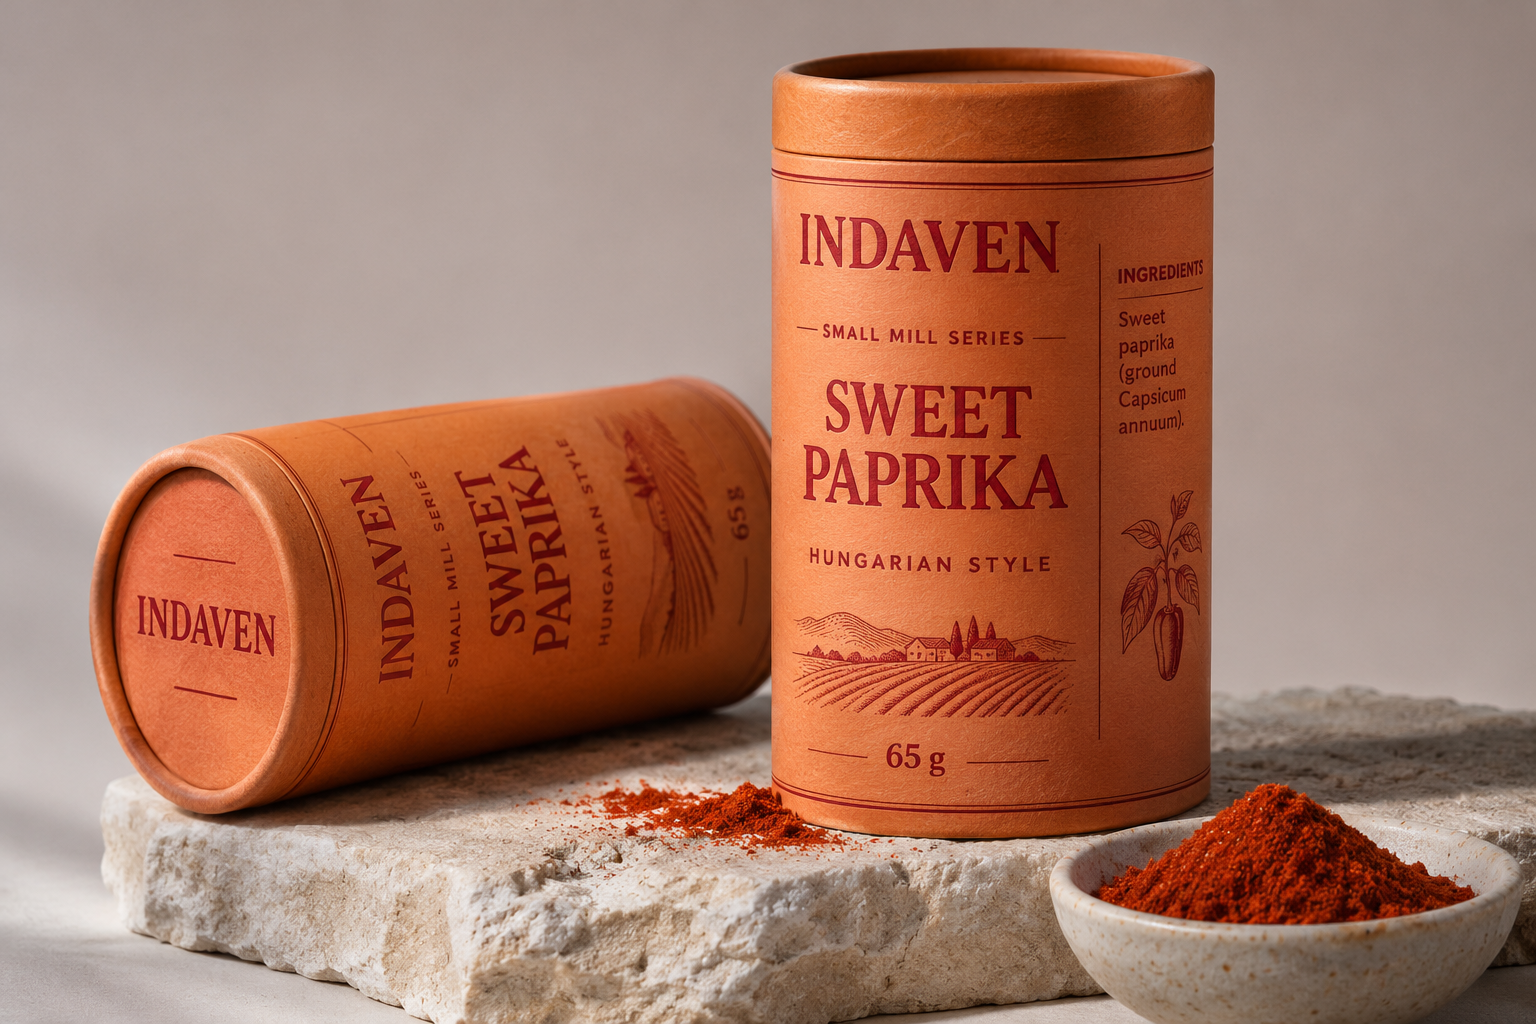 INDAVEN
SMALL MILL SERIES
SWEET
PAPRIKA
HUNGARIAN STYLE
65 g
INGREDIENTS
Sweet
paprika
(ground
Capsicum
annuum).
INDAVEN
INDAVEN
SMALL MILL SERIES
SWEET
PAPRIKA
HUNGARIAN STYLE
65 g